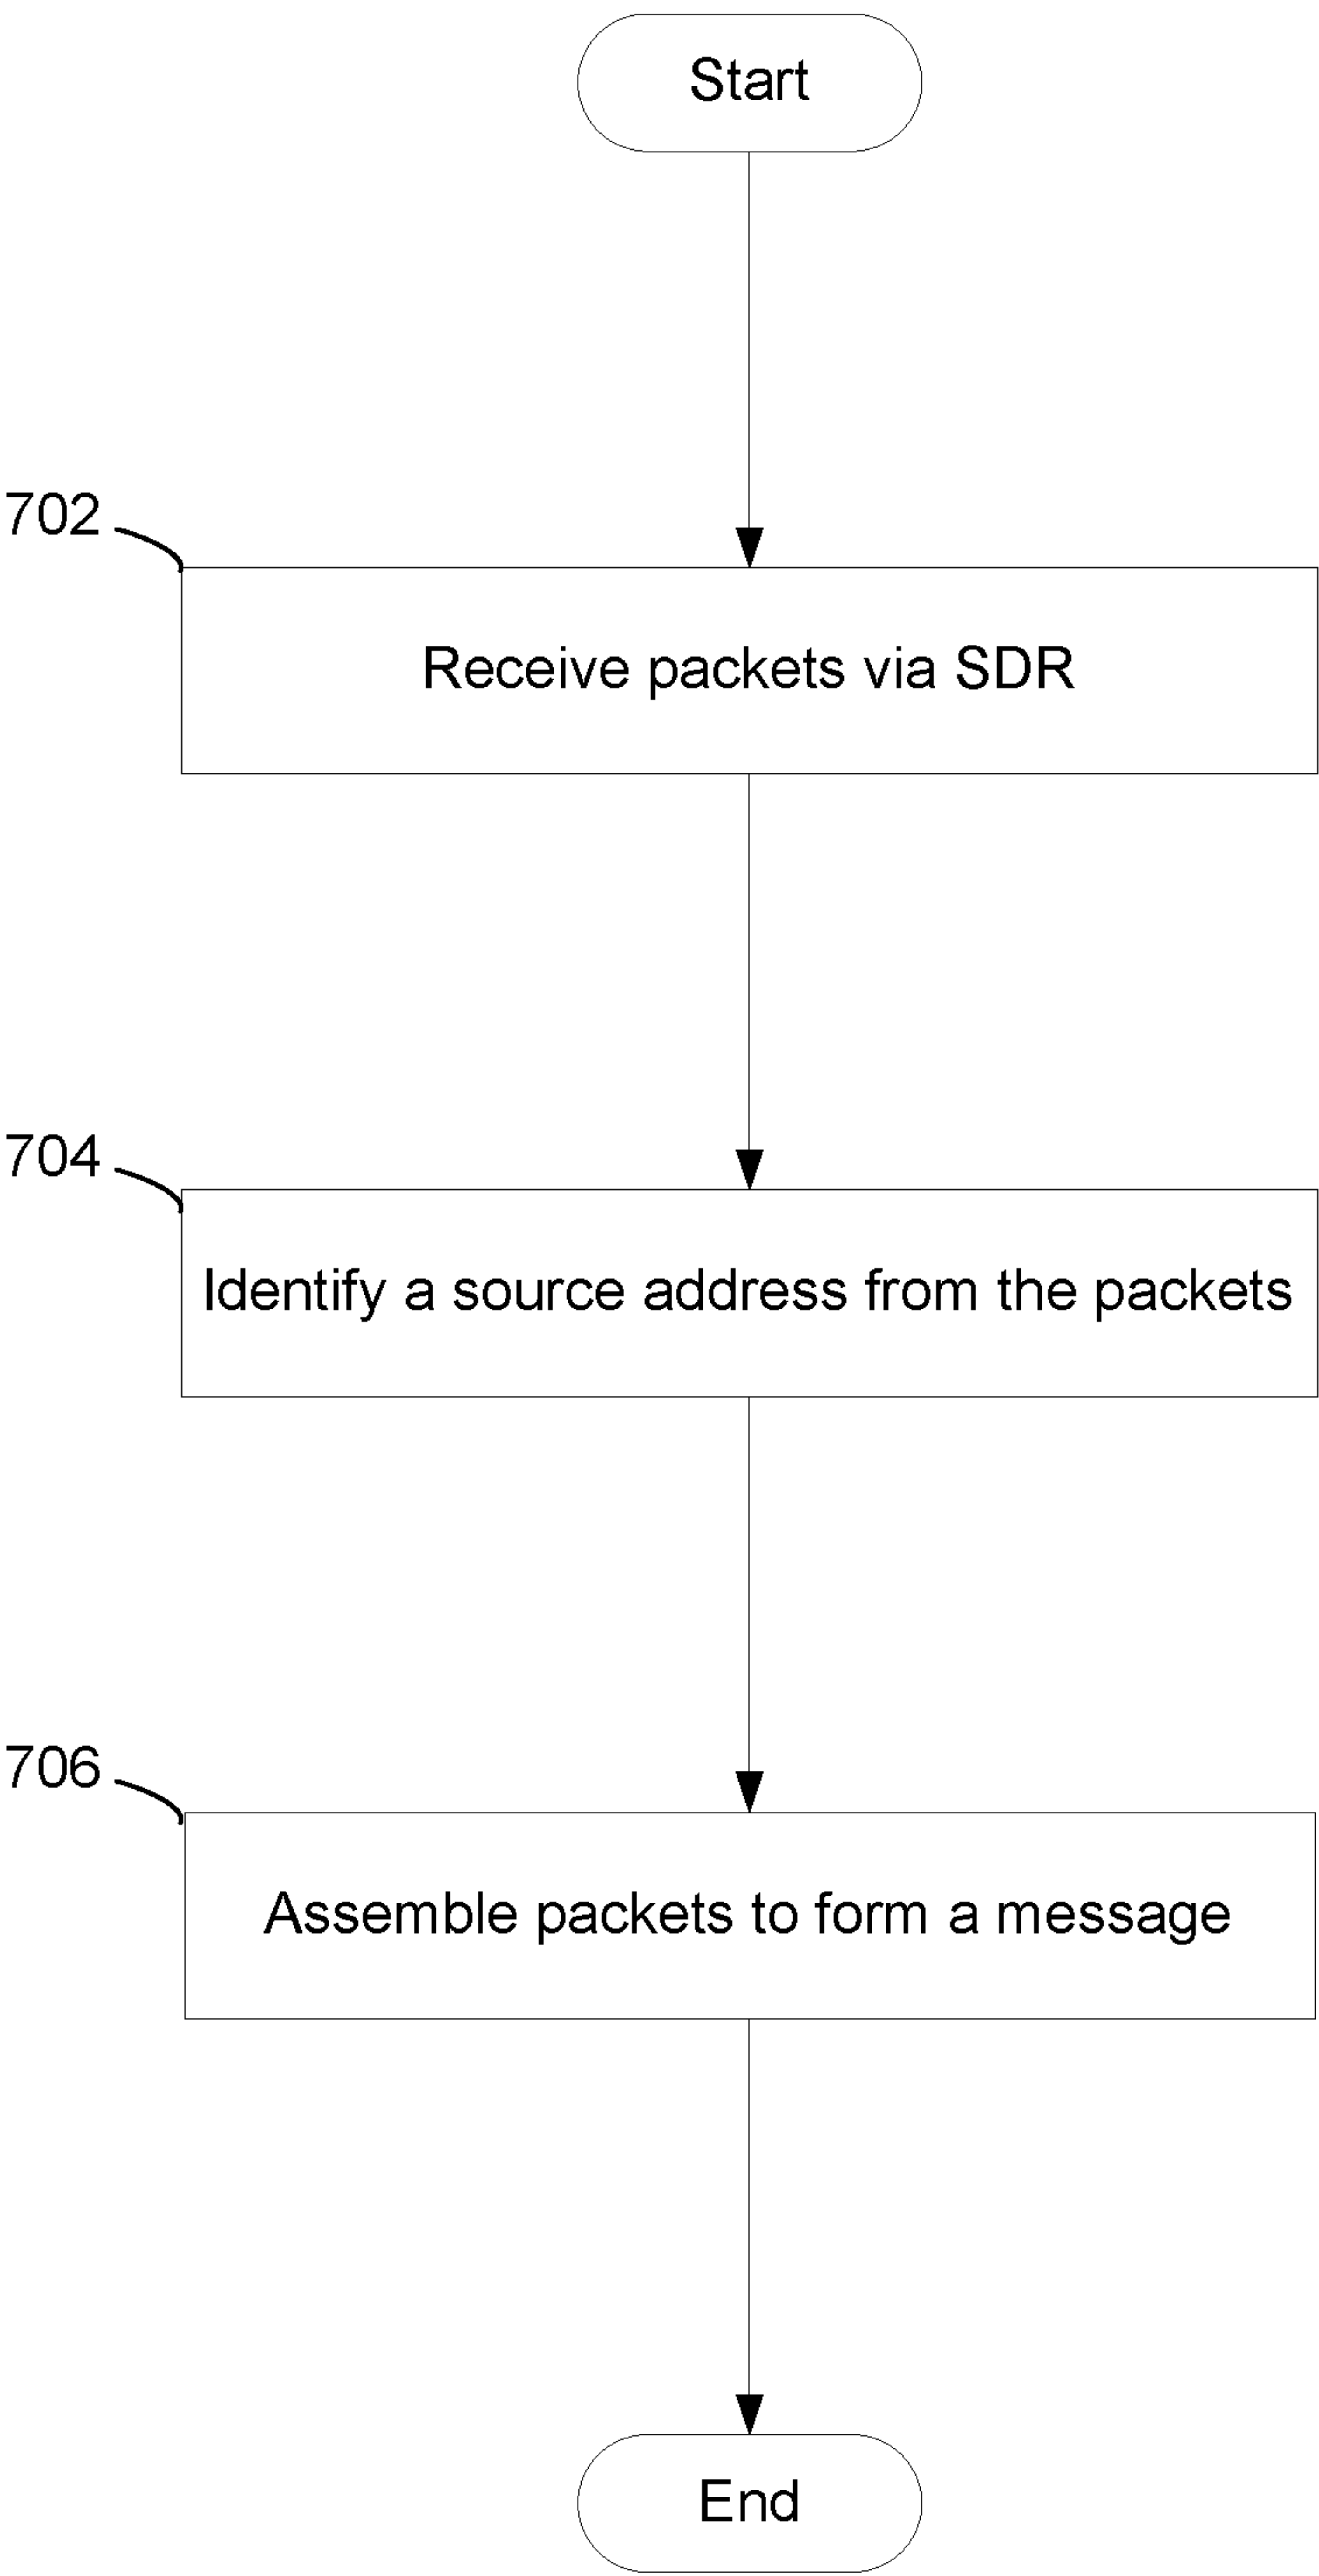 Start
702
Receive packets via SDR
704
Identify a source address from the packets
706
Assemble packets to form a message
End